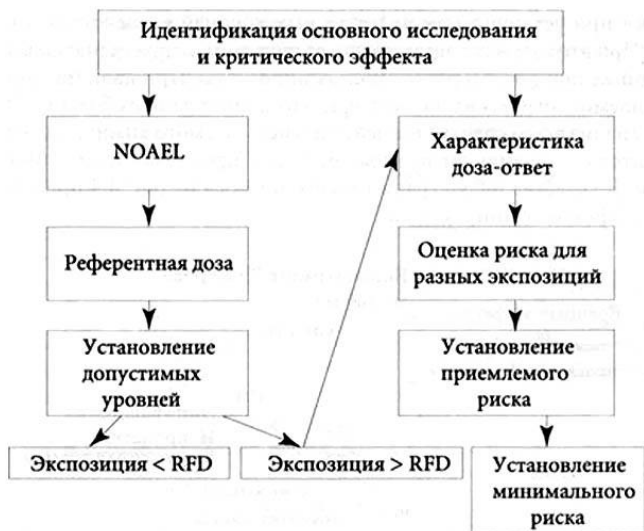 Идентификация основного исследования
и критического эффекта
NOAEL
Характеристика
доза-ответ
Референтная доза
Оценка риска для
разных экспозиций
Установление
допустимых
уровней
Установление
приемлемого
риска
Экспозиция < RFD
Экспозиция > RFD
Установление
минимального
риска